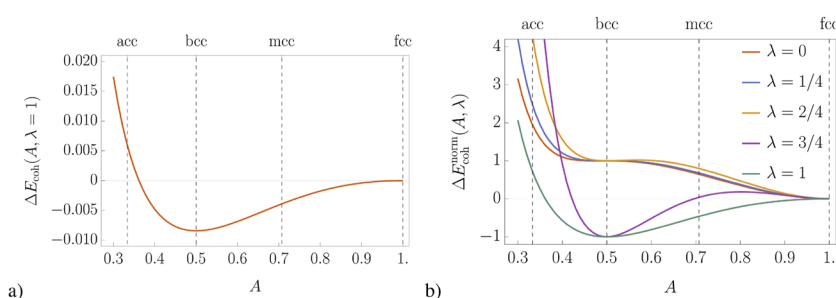 acc bcc mcc fcc
0.020
0.015
0.010
0.005
0
−0.005
−0.010
ΔE_coh(A, λ = 1)
0.3 0.4 0.5 0.6 0.7 0.8 0.9 1.
A
a)
acc bcc mcc fcc
4
3
2
1
0
−1
ΔE_coh^norm(A, λ)
λ = 0
λ = 1/4
λ = 2/4
λ = 3/4
λ = 1
0.3 0.4 0.5 0.6 0.7 0.8 0.9 1.
A
b)